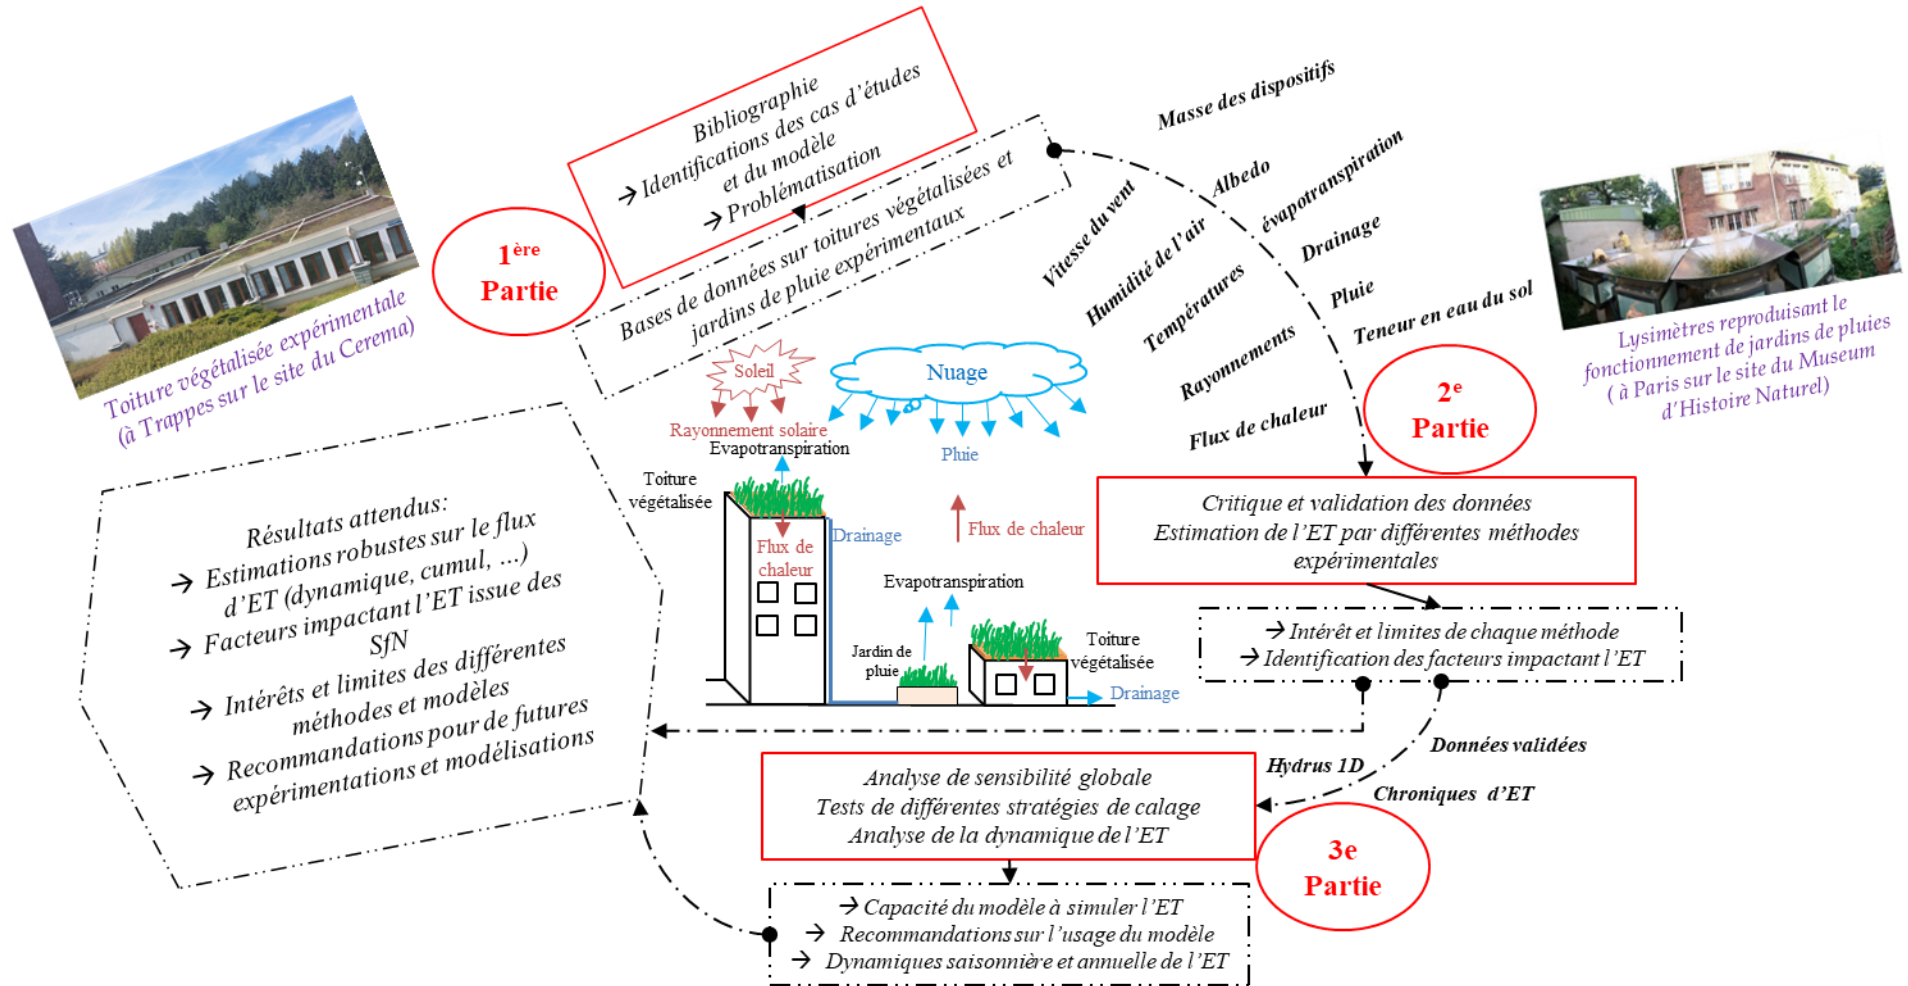 Bibliographie
→ Identifications des cas d'études
et du modèle
→ Problématisation
1ère
Partie
Bases de données sur toitures végétalisées et
jardins de pluie expérimentaux
Toiture végétalisée expérimentale
(à Trappes sur le site du Cerema)
Masse des dispositifs
Albedo
évapotranspiration
Vitesse du vent
Humidité de l'air
Drainage
Températures
Pluie
Rayonnements
Teneur en eau du sol
Flux de chaleur
Lysimètres reproduisant le
fonctionnement de jardins de pluies
( à Paris sur le site du Museum
d'Histoire Naturel)
2e
Partie
Critique et validation des données
Estimation de l'ET par différentes méthodes
expérimentales
→ Intérêt et limites de chaque méthode
→ Identification des facteurs impactant l'ET
Soleil
Nuage
Rayonnement solaire
Evapotranspiration
Pluie
Toiture
végétalisée
Drainage
Flux de chaleur
Flux de
chaleur
Evapotranspiration
Jardin de
pluie
Toiture
végétalisée
Drainage
Données validées
Hydrus 1D
Chroniques d'ET
3e
Partie
Analyse de sensibilité globale
Tests de différentes stratégies de calage
Analyse de la dynamique de l'ET
→ Capacité du modèle à simuler l'ET
→ Recommandations sur l'usage du modèle
→ Dynamiques saisonnière et annuelle de l'ET
Résultats attendus:
→ Estimations robustes sur le flux
d'ET (dynamique, cumul, ...)
→ Facteurs impactant l'ET issue des
SfN
→ Intérêts et limites des différentes
méthodes et modèles
→ Recommandations pour de futures
expérimentations et modélisations